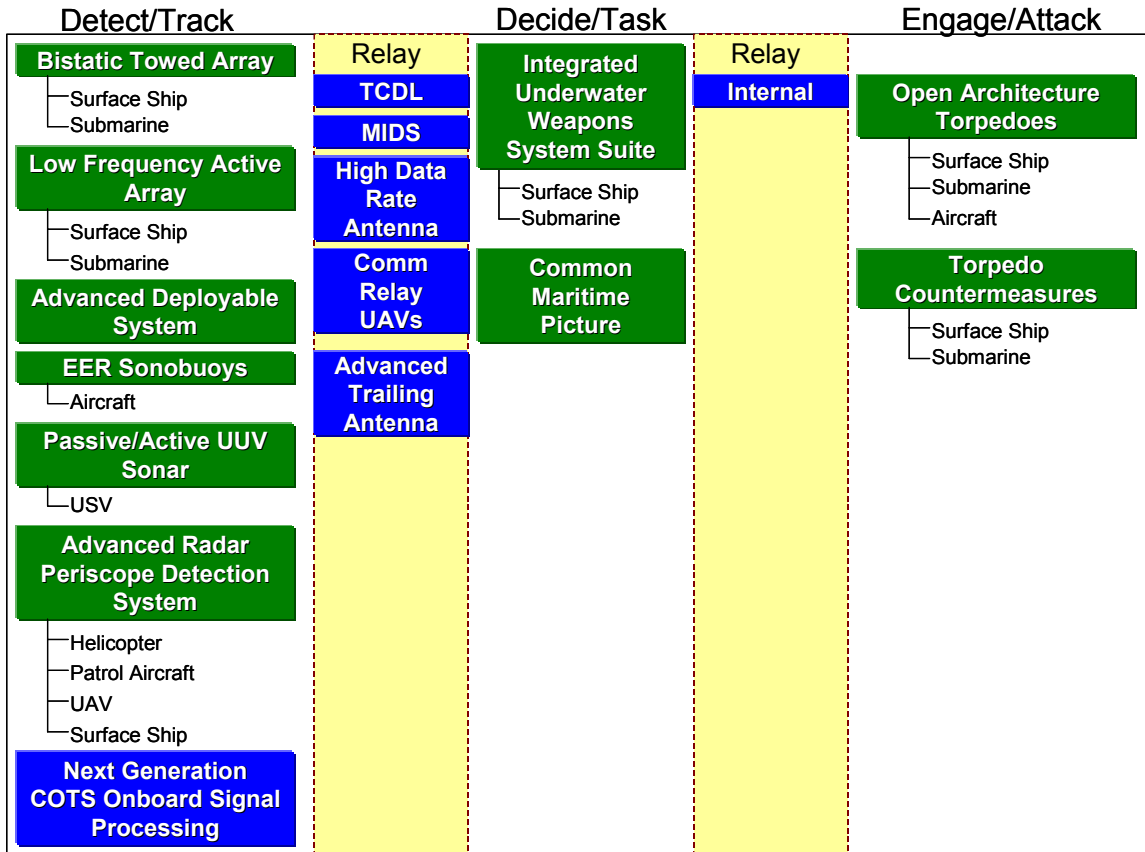 Detect/Track
Bistatic Towed Array
Surface Ship
Submarine
Low Frequency Active
Array
Surface Ship
Submarine
Advanced Deployable
System
EER Sonobuoys
Aircraft
Passive/Active UUV
Sonar
USV
Advanced Radar
Periscope Detection
System
Helicopter
Patrol Aircraft
UAV
Surface Ship
Next Generation
COTS Onboard Signal
Processing
Relay
TCDL
MIDS
High Data
Rate
Antenna
Comm
Relay
UAVs
Advanced
Trailing
Antenna
Decide/Task
Integrated
Underwater
Weapons
System Suite
Surface Ship
Submarine
Common
Maritime
Picture
Relay
Internal
Engage/Attack
Open Architecture
Torpedoes
Surface Ship
Submarine
Aircraft
Torpedo
Countermeasures
Surface Ship
Submarine